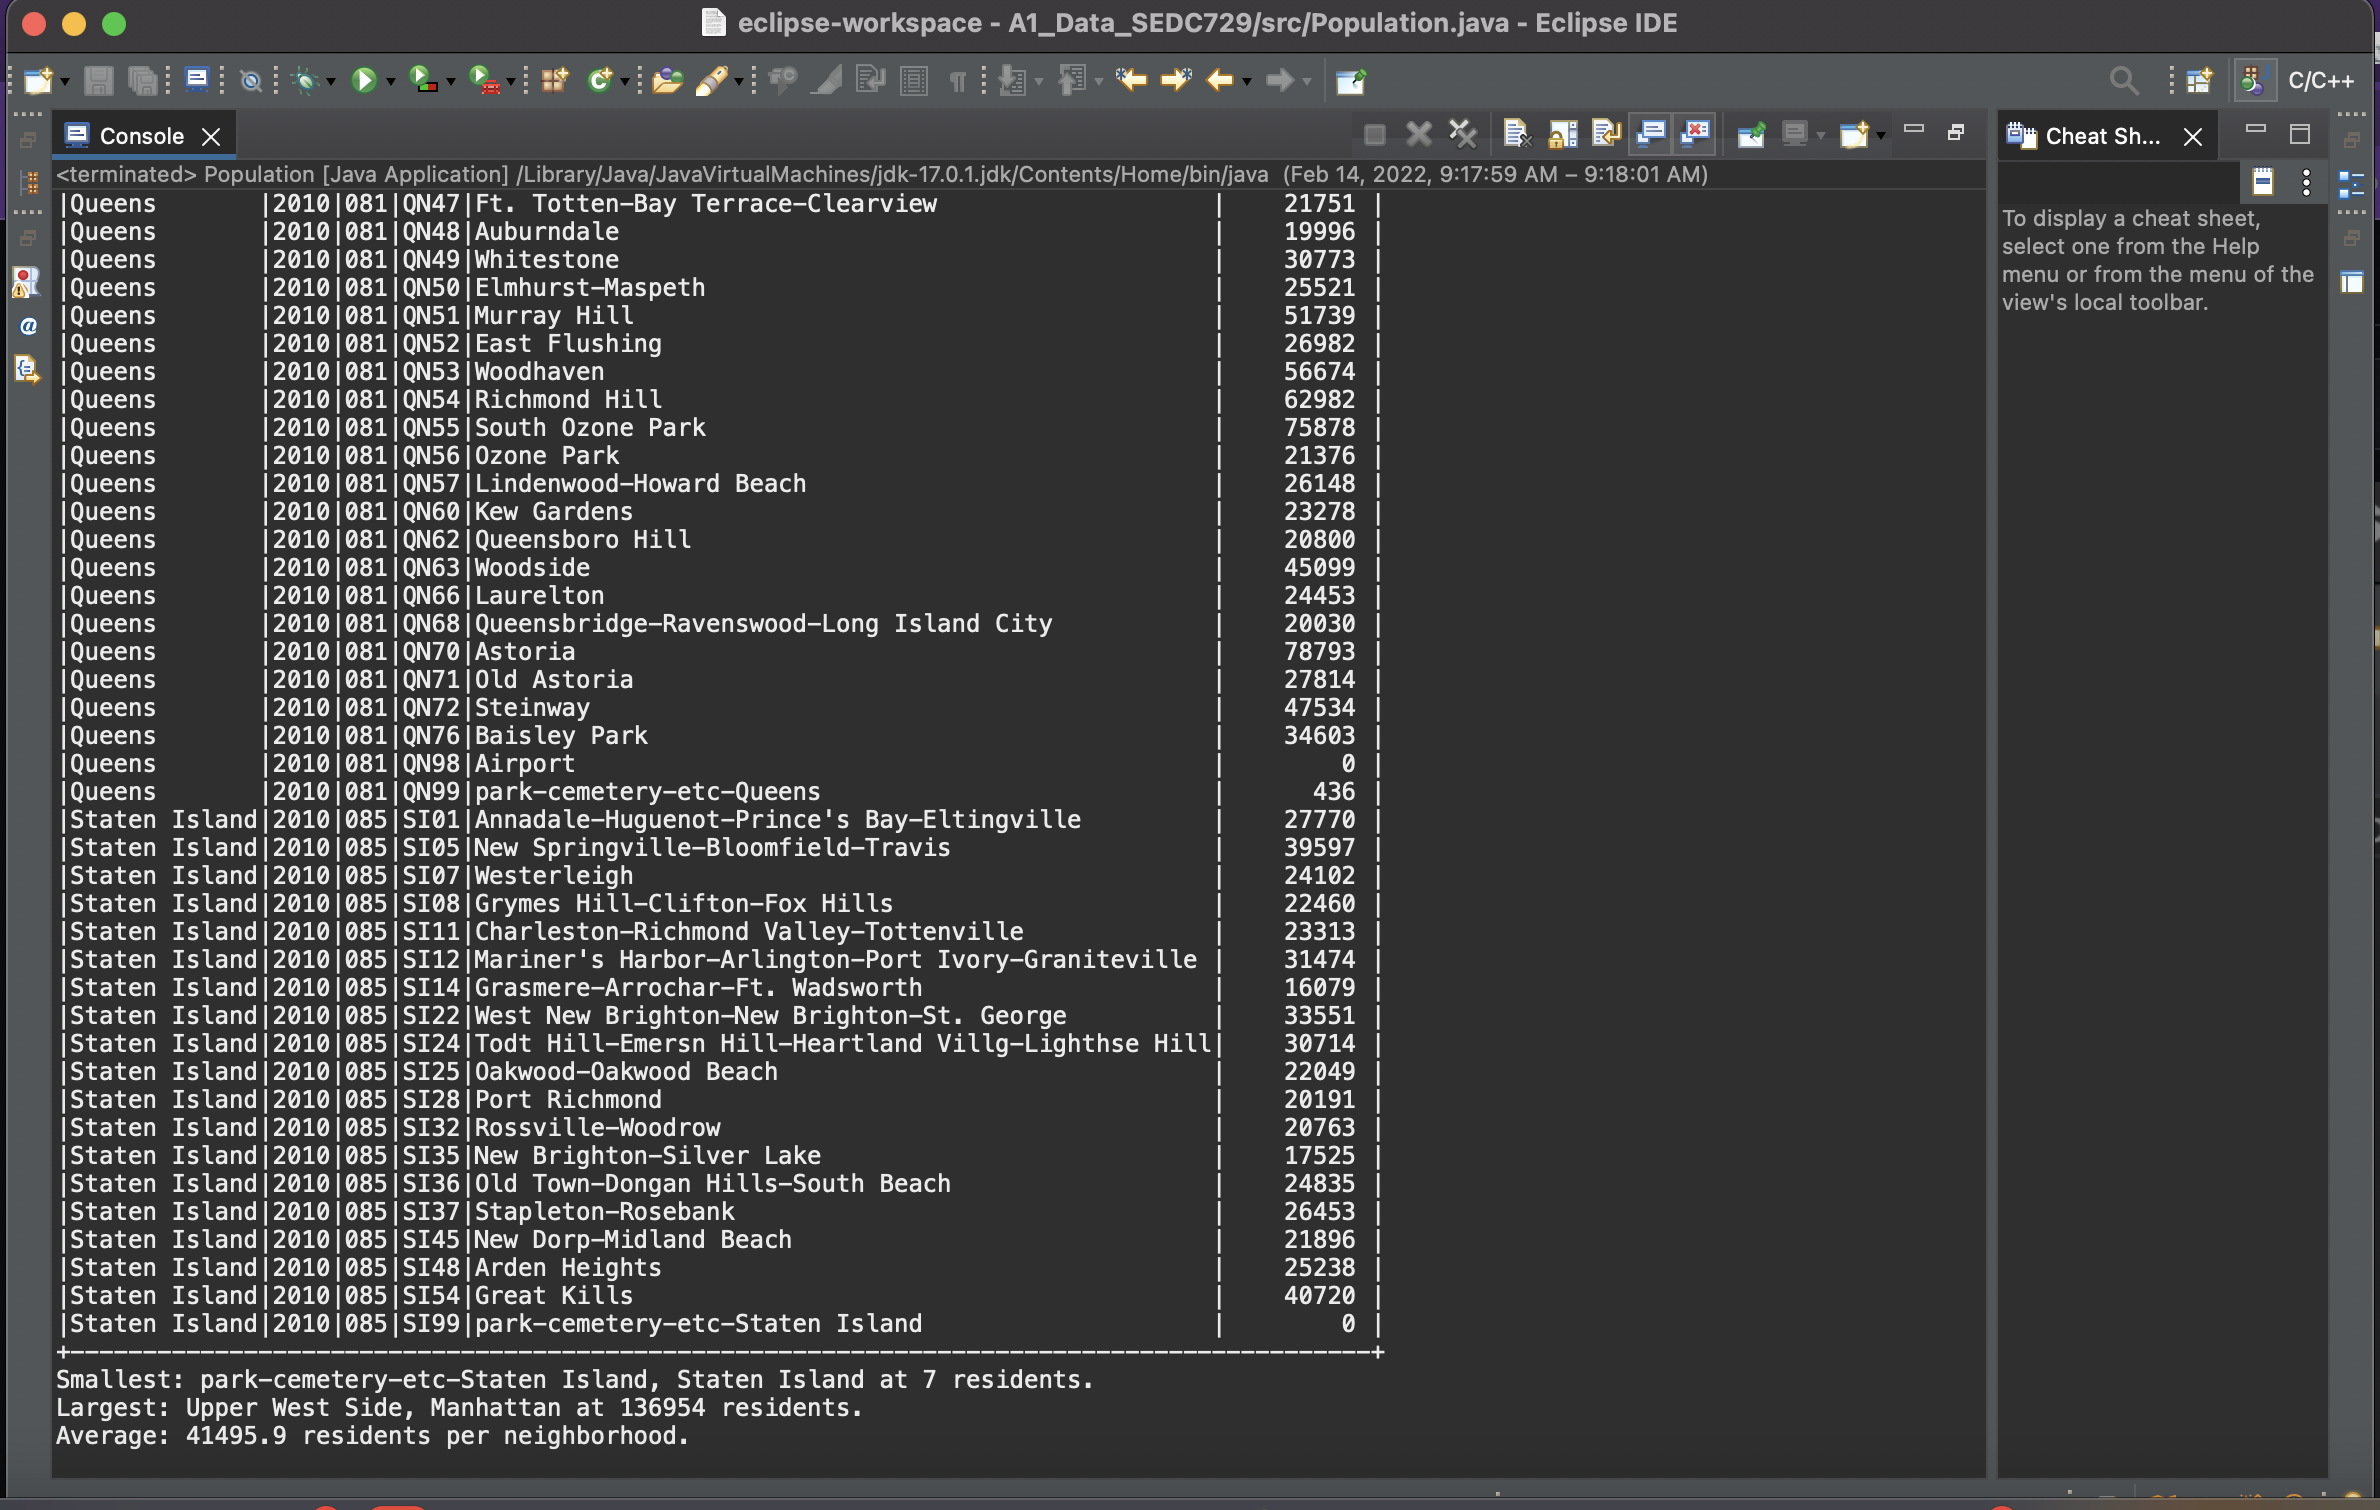 eclipse-workspace - A1_Data_SEDC729/src/Population.java - Eclipse IDE
C/C++
Console
Cheat Sh...
<terminated> Population [Java Application] /Library/Java/JavaVirtualMachines/jdk-17.0.1.jdk/Contents/Home/bin/java (Feb 14, 2022, 9:17:59 AM – 9:18:01 AM)
|Queens       |2010|081|QN47|Ft. Totten-Bay Terrace-Clearview                   |    21751 |
|Queens       |2010|081|QN48|Auburndale                                         |    19996 |
|Queens       |2010|081|QN49|Whitestone                                         |    30773 |
|Queens       |2010|081|QN50|Elmhurst-Maspeth                                   |    25521 |
|Queens       |2010|081|QN51|Murray Hill                                        |    51739 |
|Queens       |2010|081|QN52|East Flushing                                      |    26982 |
|Queens       |2010|081|QN53|Woodhaven                                          |    56674 |
|Queens       |2010|081|QN54|Richmond Hill                                      |    62982 |
|Queens       |2010|081|QN55|South Ozone Park                                   |    75878 |
|Queens       |2010|081|QN56|Ozone Park                                         |    21376 |
|Queens       |2010|081|QN57|Lindenwood-Howard Beach                            |    26148 |
|Queens       |2010|081|QN60|Kew Gardens                                        |    23278 |
|Queens       |2010|081|QN62|Queensboro Hill                                    |    20800 |
|Queens       |2010|081|QN63|Woodside                                           |    45099 |
|Queens       |2010|081|QN66|Laurelton                                          |    24453 |
|Queens       |2010|081|QN68|Queensbridge-Ravenswood-Long Island City           |    20030 |
|Queens       |2010|081|QN70|Astoria                                            |    78793 |
|Queens       |2010|081|QN71|Old Astoria                                        |    27814 |
|Queens       |2010|081|QN72|Steinway                                           |    47534 |
|Queens       |2010|081|QN76|Baisley Park                                       |    34603 |
|Queens       |2010|081|QN98|Airport                                            |        0 |
|Queens       |2010|081|QN99|park-cemetery-etc-Queens                           |      436 |
|Staten Island|2010|085|SI01|Annadale-Huguenot-Prince's Bay-Eltingville         |    27770 |
|Staten Island|2010|085|SI05|New Springville-Bloomfield-Travis                  |    39597 |
|Staten Island|2010|085|SI07|Westerleigh                                        |    24102 |
|Staten Island|2010|085|SI08|Grymes Hill-Clifton-Fox Hills                      |    22460 |
|Staten Island|2010|085|SI11|Charleston-Richmond Valley-Tottenville             |    23313 |
|Staten Island|2010|085|SI12|Mariner's Harbor-Arlington-Port Ivory-Graniteville |    31474 |
|Staten Island|2010|085|SI14|Grasmere-Arrochar-Ft. Wadsworth                    |    16079 |
|Staten Island|2010|085|SI22|West New Brighton-New Brighton-St. George          |    33551 |
|Staten Island|2010|085|SI24|Todt Hill-Emersn Hill-Heartland Villg-Lighthse Hill|    30714 |
|Staten Island|2010|085|SI25|Oakwood-Oakwood Beach                              |    22049 |
|Staten Island|2010|085|SI28|Port Richmond                                      |    20191 |
|Staten Island|2010|085|SI32|Rossville-Woodrow                                  |    20763 |
|Staten Island|2010|085|SI35|New Brighton-Silver Lake                           |    17525 |
|Staten Island|2010|085|SI36|Old Town-Dongan Hills-South Beach                  |    24835 |
|Staten Island|2010|085|SI37|Stapleton-Rosebank                                 |    26453 |
|Staten Island|2010|085|SI45|New Dorp-Midland Beach                             |    21896 |
|Staten Island|2010|085|SI48|Arden Heights                                      |    25238 |
|Staten Island|2010|085|SI54|Great Kills                                        |    40720 |
|Staten Island|2010|085|SI99|park-cemetery-etc-Staten Island                    |        0 |
+------------------------------------------------------------------------------------------+
Smallest: park-cemetery-etc-Staten Island, Staten Island at 7 residents.
Largest: Upper West Side, Manhattan at 136954 residents.
Average: 41495.9 residents per neighborhood.
To display a cheat sheet,
select one from the Help
menu or from the menu of the
view's local toolbar.